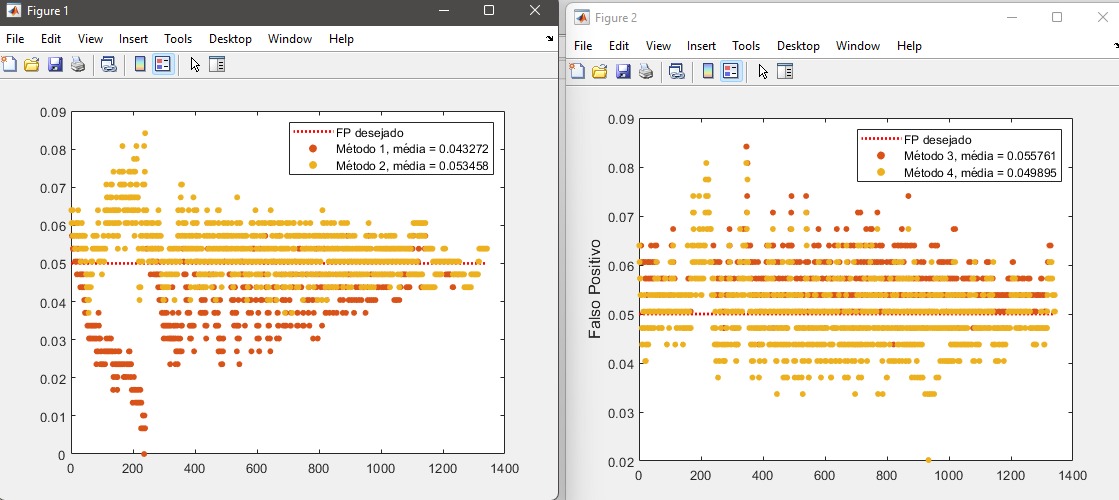 Figure 1
File Edit View Insert Tools Desktop Window Help
0.09
0.08
0.07
0.06
0.05
0.04
0.03
0.02
0.01
0
0 200 400 600 800 1000 1200 1400
FP desejado
Método 1, média = 0.043272
Método 2, média = 0.053458
Figure 2
File Edit View Insert Tools Desktop Window Help
Falso Positivo
0.09
0.08
0.07
0.06
0.05
0.04
0.03
0.02
0 200 400 600 800 1000 1200 1400
FP desejado
Método 3, média = 0.055761
Método 4, média = 0.049895